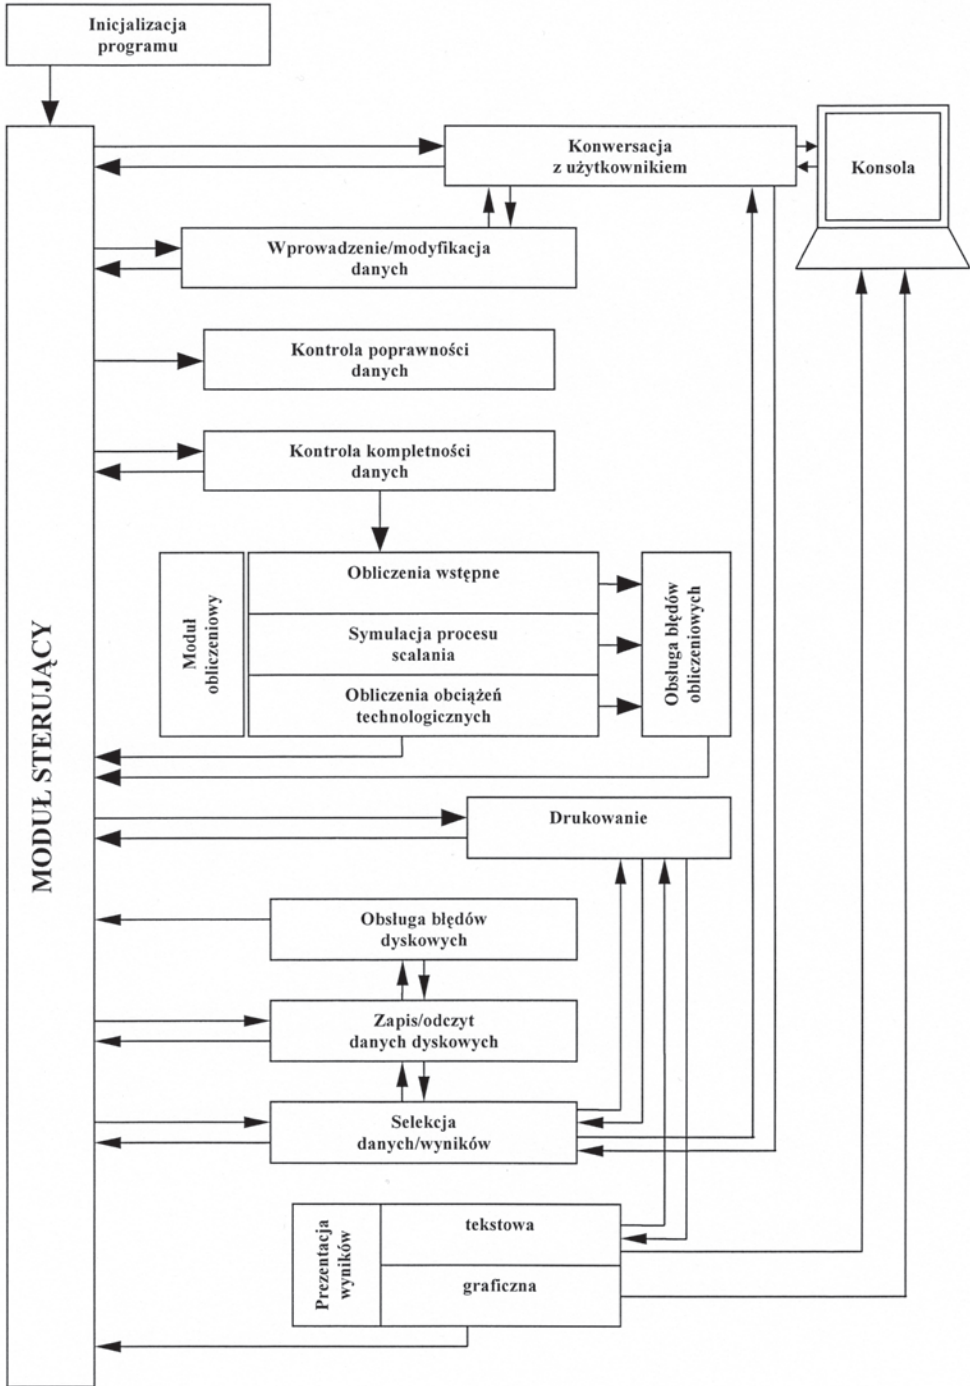 Inicjalizacja
programu
Konwersacja
z użytkownikiem
Konsola
Wprowadzenie/modyfikacja
danych
Kontrola poprawności
danych
Kontrola kompletności
danych
MODUŁ STERUJĄCY
Moduł
obliczeniowy
Obliczenia wstępne
Symulacja procesu
scalania
Obliczenia obciążeń
technologicznych
Obsługa błędów
obliczeniowych
Drukowanie
Obsługa błędów
dyskowych
Zapis/odczyt
danych dyskowych
Selekcja
danych/wyników
Prezentacja
wyników
tekstowa
graficzna